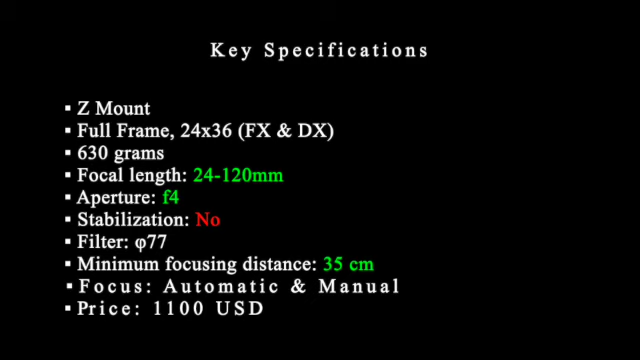 Key Specifications
▪ Z Mount
▪ Full Frame, 24x36 (FX & DX)
▪ 630 grams
▪ Focal length: 24-120mm
▪ Aperture: f4
▪ Stabilization: No
▪ Filter: φ77
▪ Minimum focusing distance: 35 cm
▪ Focus: Automatic & Manual
▪ Price: 1100 USD